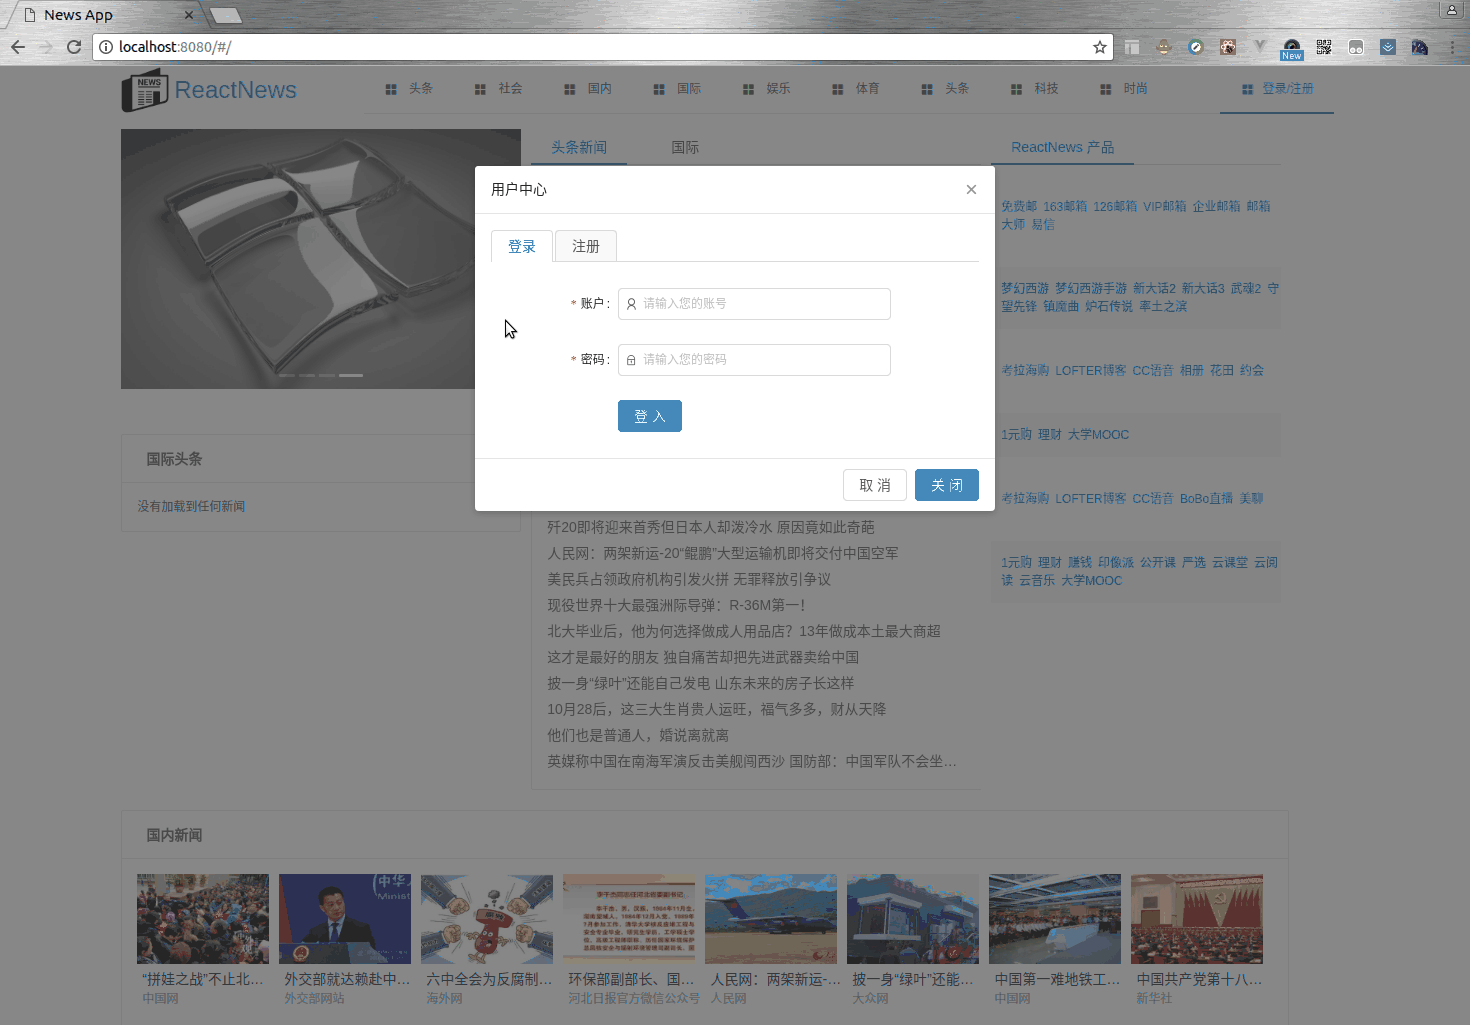 News App
localhost:8080/#/
New
NEWS
ReactNews
头条
社会
国内
国际
娱乐
体育
头条
科技
时尚
登录/注册
头条新闻
国际
ReactNews 产品
用户中心
登录
注册
* 账户:
请输入您的账号
* 密码:
请输入您的密码
登 入
取 消
关 闭
免费邮 163邮箱 126邮箱 VIP邮箱 企业邮箱 邮箱
大师 易信
梦幻西游 梦幻西游手游 新大话2 新大话3 武魂2 守
望先锋 镇魔曲 炉石传说 率土之滨
考拉海购 LOFTER博客 CC语音 相册 花田 约会
1元购 理财 大学MOOC
考拉海购 LOFTER博客 CC语音 BoBo直播 美聊
1元购 理财 赚钱 印像派 公开课 严选 云课堂 云阅
读 云音乐 大学MOOC
国际头条
没有加载到任何新闻
歼20即将迎来首秀但日本人却泼冷水 原因竟如此奇葩
人民网：两架新运-20“鲲鹏”大型运输机即将交付中国空军
美民兵占领政府机构引发火拼 无罪释放引争议
现役世界十大最强洲际导弹：R-36M第一！
北大毕业后，他为何选择做成人用品店？13年做成本土最大商超
这才是最好的朋友 独自痛苦却把先进武器卖给中国
披一身“绿叶”还能自己发电 山东未来的房子长这样
10月28后，这三大生肖贵人运旺，福气多多，财从天降
他们也是普通人，婚说离就离
英媒称中国在南海军演反击美舰闯西沙 国防部：中国军队不会坐…
国内新闻
“拼娃之战”不止北…
中国网
外交部就达赖赴中…
外交部网站
六中全会为反腐制…
海外网
环保部副部长、国…
河北日报官方微信公众号
人民网：两架新运-…
人民网
披一身“绿叶”还能…
大众网
中国第一难地铁工…
中国网
中国共产党第十八…
新华社